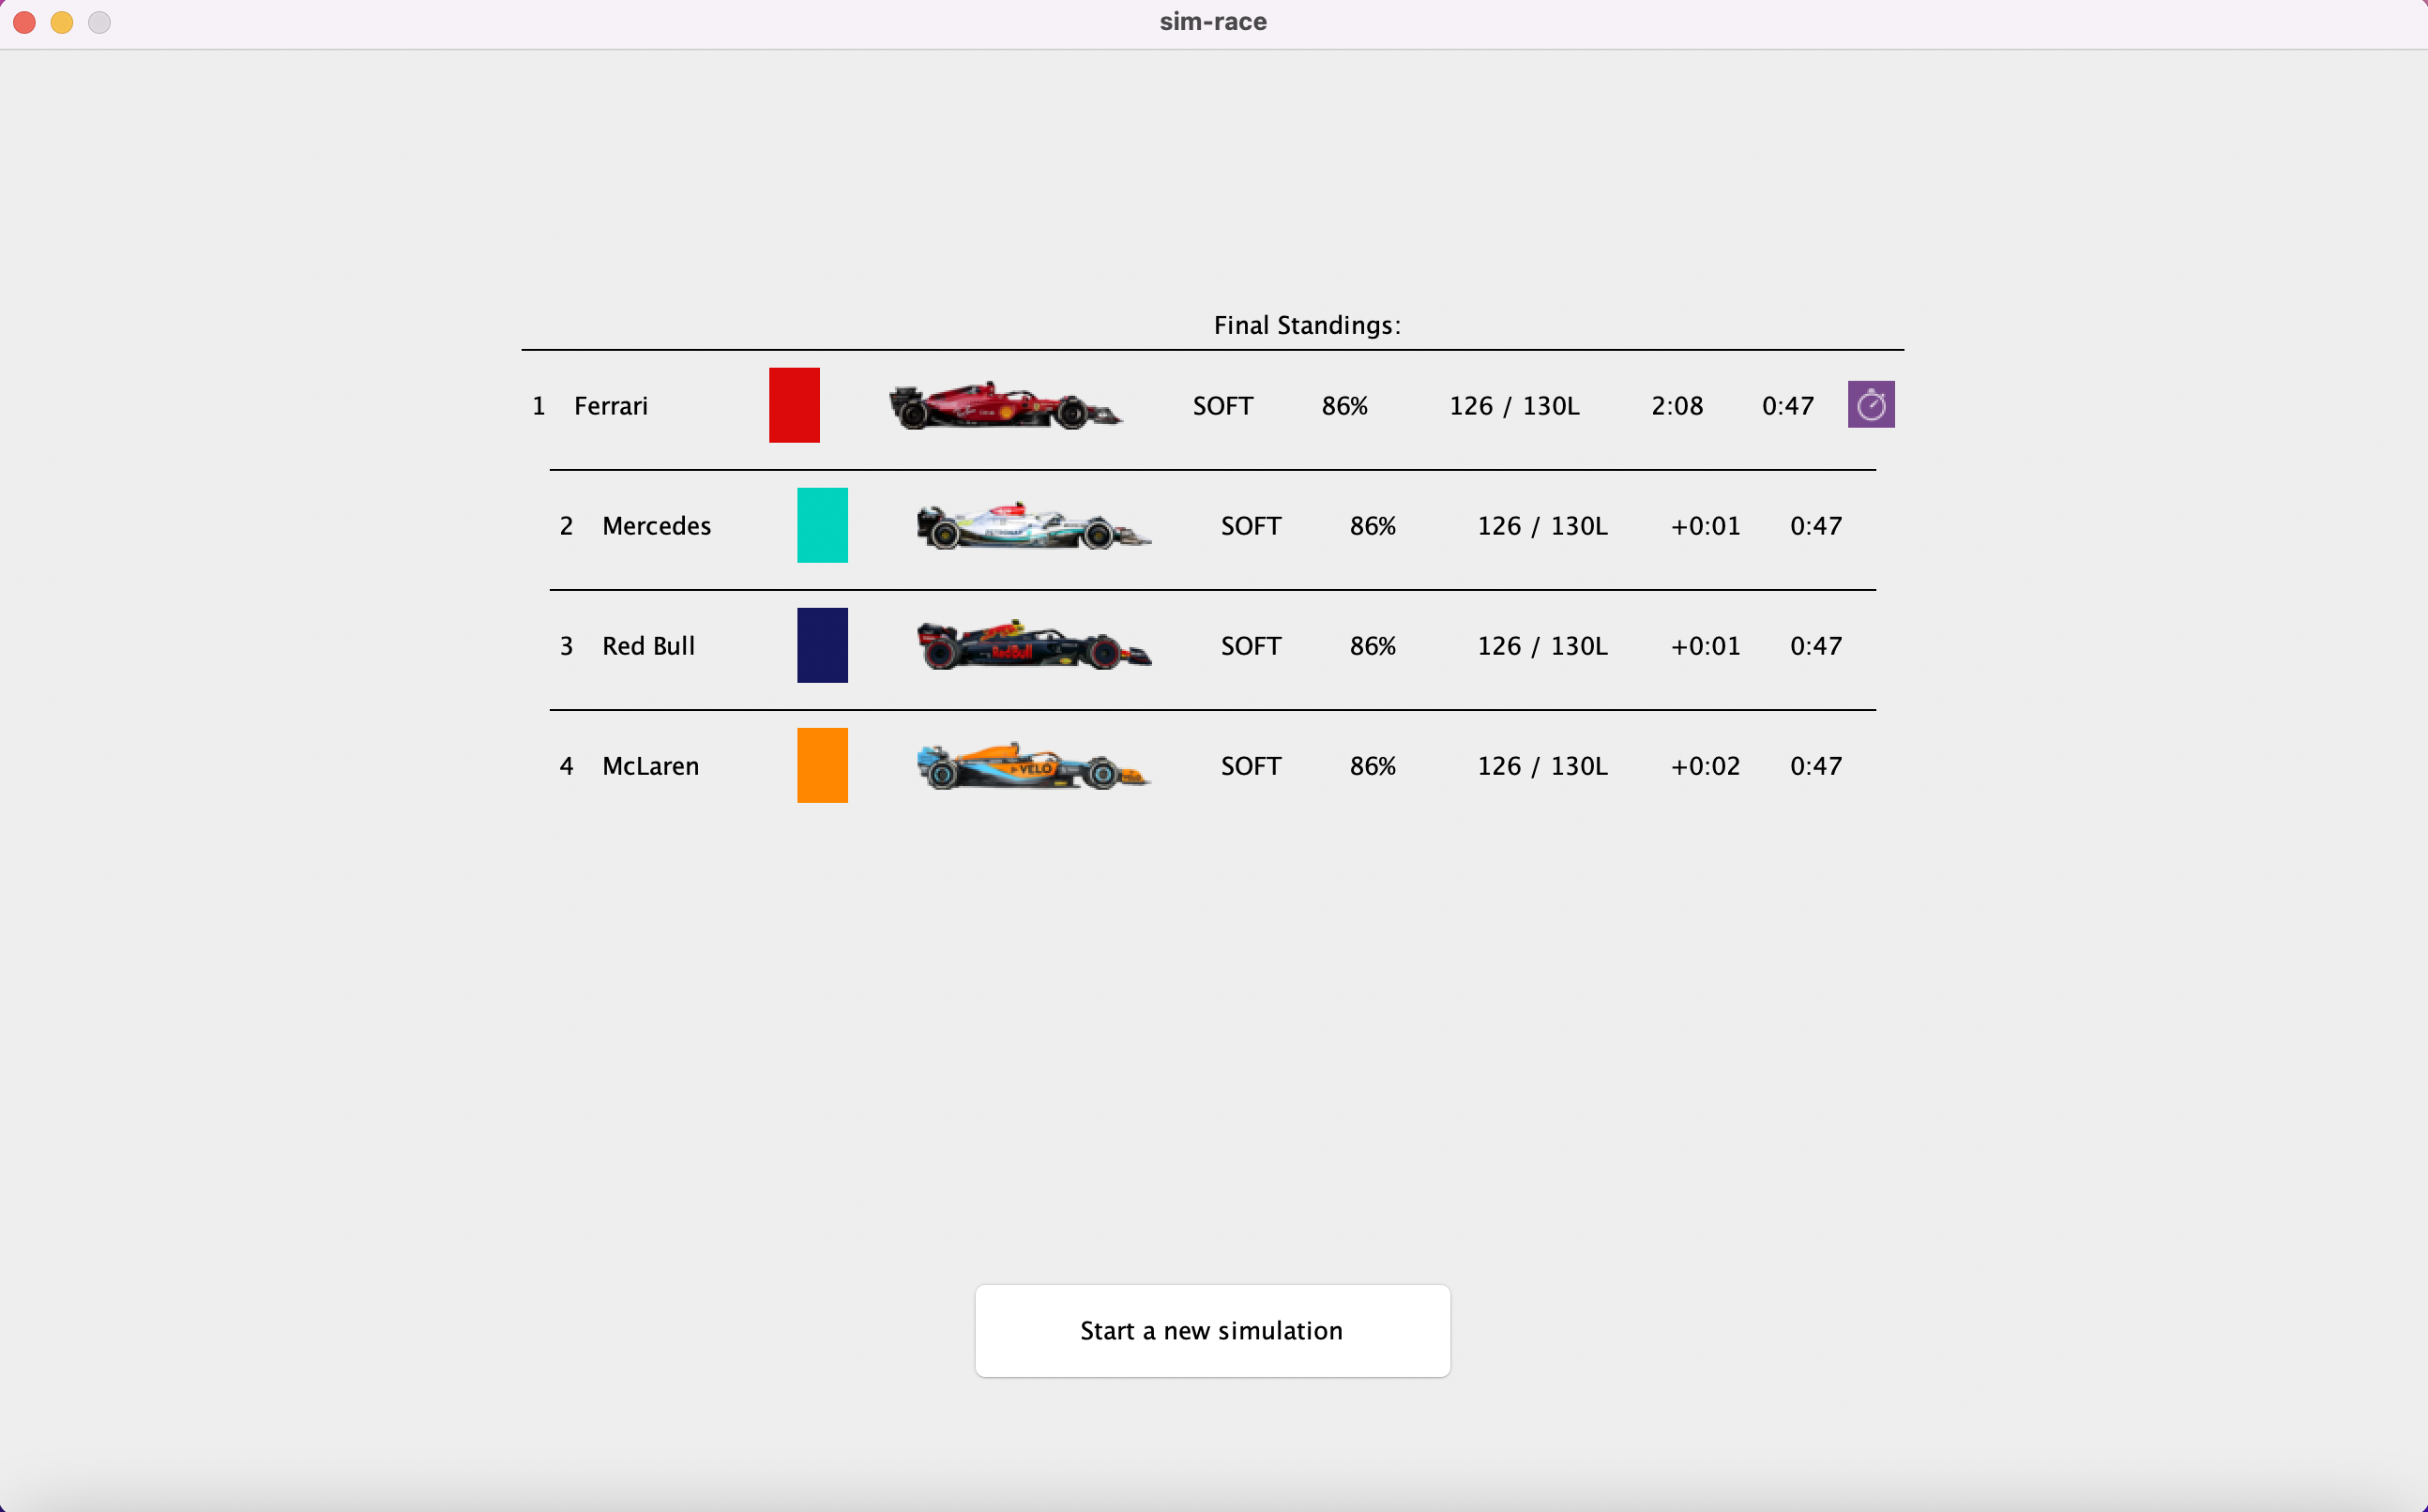 sim-race
Final Standings:
1 Ferrari SOFT 86% 126 / 130L 2:08 0:47
2 Mercedes SOFT 86% 126 / 130L +0:01 0:47
3 Red Bull RedBull SOFT 86% 126 / 130L +0:01 0:47
4 McLaren VELO SOFT 86% 126 / 130L +0:02 0:47
Start a new simulation